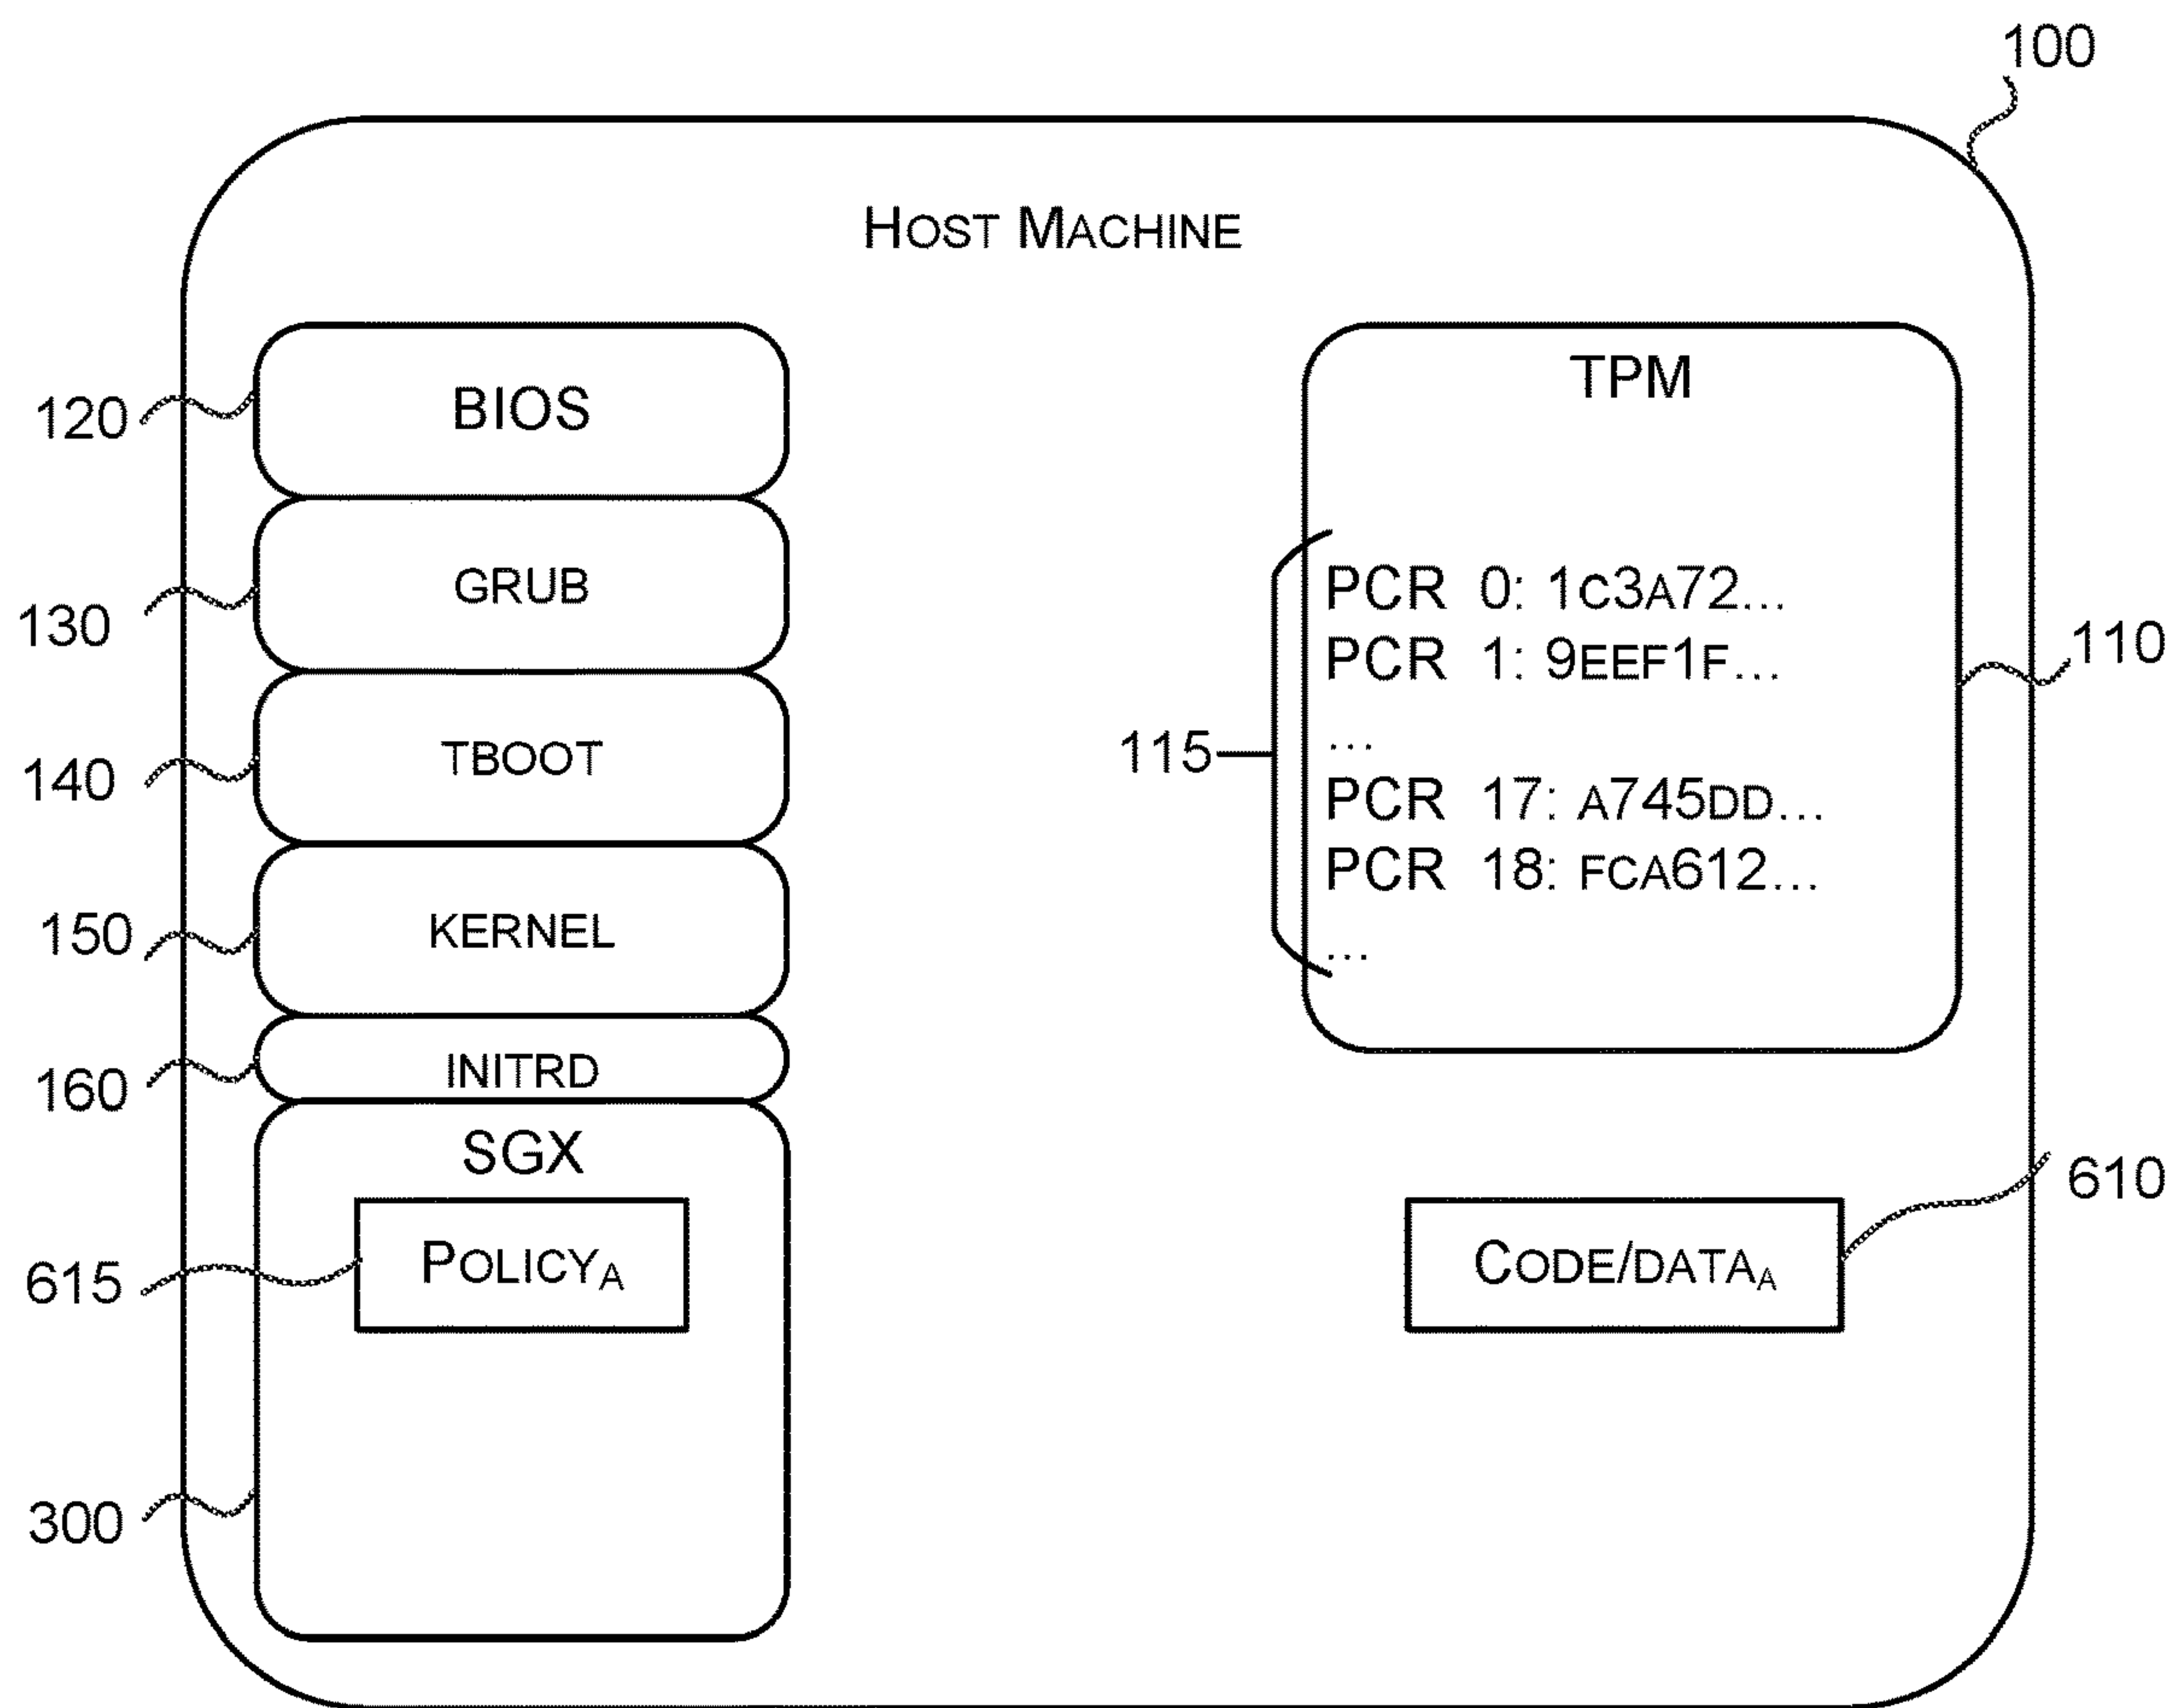 100
HOST MACHINE
120
BIOS
130
GRUB
140
TBOOT
150
KERNEL
160
INITRD
SGX
615
POLICYA
300
TPM
115
PCR 0: 1C3A72...
PCR 1: 9EEF1F...
...
PCR 17: A745DD...
PCR 18: FCA612...
...
110
CODE/DATAA
610